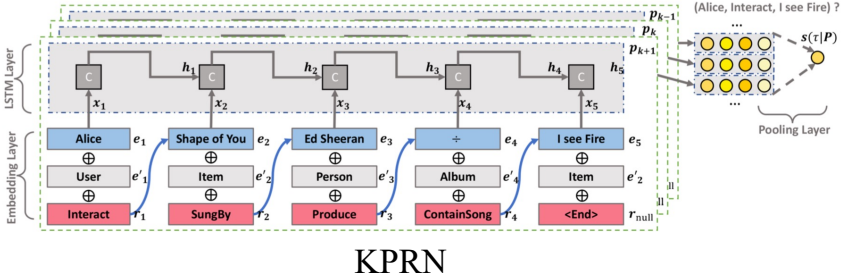 (Alice, Interact, I see Fire) ?
p_{k-1}
p_k
p_{k+1}
...
s(τ|P)
...
Pooling Layer
LSTM Layer
C C C C C
h_1 h_2 h_3 h_4 h_5
x_1 x_2 x_3 x_4 x_5
Embedding Layer
Alice e_1 Shape of You e_2 Ed Sheeran e_3 ÷ e_4 I see Fire e_5
⊕ ⊕ ⊕ ⊕ ⊕
User e'_1 Item e'_2 Person e'_3 Album e'_4 Item e'_2
⊕ ⊕ ⊕ ⊕ ⊕
Interact r_1 SungBy r_2 Produce r_3 ContainSong r_4 <End> r_null
ll
ll
KPRN